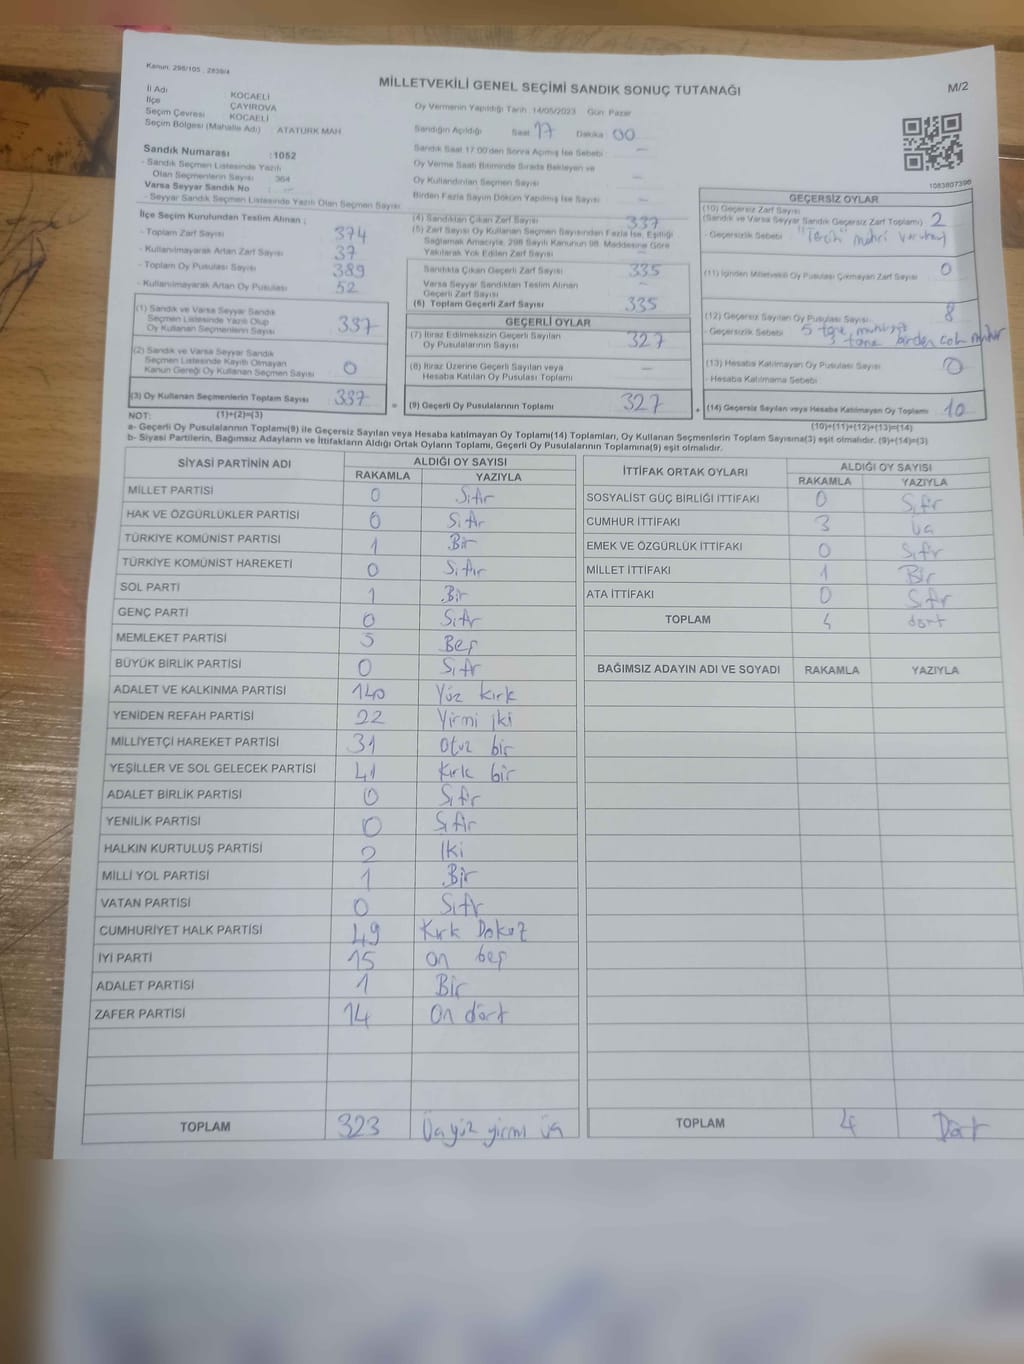 Kanun: 298/105 , 2839/4
MİLLETVEKİLİ GENEL SEÇİMİ SANDIK SONUÇ TUTANAĞI
M/2
İl Adı KOCAELİ
İlçe ÇAYIROVA
Seçim Çevresi KOCAELİ
Seçim Bölgesi (Mahalle Adı) ATATÜRK MAH
Sandık Numarası :1052
- Sandık Seçmen Listesinde Yazılı
Olan Seçmenlerin Sayısı 364
Varsa Seyyar Sandık No : -
- Seyyar Sandık Seçmen Listesinde Yazılı Olan Seçmen Sayısı
Oy Vermenin Yapıldığı Tarih :14/05/2023 Gün Pazar
Sandığın Açıldığı Saat 17 Dakika 00
Sandık Saat 17:00'den Sonra Açılmış İse Sebebi —
Oy Verme Saati Bitiminde Sırada Bekleyen ve
Oy Kullandırılan Seçmen Sayısı —
Birden Fazla Sayım Döküm Yapılmış İse Sayısı —
1083807390
İlçe Seçim Kurulundan Teslim Alınan ;
- Toplam Zarf Sayısı 374
- Kullanılmayarak Artan Zarf Sayısı 37
- Toplam Oy Pusulası Sayısı 389
- Kullanılmayarak Artan Oy Pusulası 52
(1) Sandık ve Varsa Seyyar Sandık
Seçmen Listesinde Yazılı Olup
Oy Kullanan Seçmenlerin Sayısı 337
(2) Sandık ve Varsa Seyyar Sandık
Seçmen Listesinde Kayıtlı Olmayan
Kanun Gereği Oy Kullanan Seçmen Sayısı 0
(3) Oy Kullanan Seçmenlerin Toplam Sayısı 337
(4) Sandıktan Çıkan Zarf Sayısı 337
(5) Zarf Sayısı Oy Kullanan Seçmen Sayısından Fazla İse, Eşitliği
Sağlamak Amacıyla, 298 Sayılı Kanunun 98. Maddesine Göre
Yakılarak Yok Edilen Zarf Sayısı —
Sandıkta Çıkan Geçerli Zarf Sayısı 335
Varsa Seyyar Sandıktan Teslim Alınan
Geçerli Zarf Sayısı —
(6) Toplam Geçerli Zarf Sayısı 335
GEÇERLİ OYLAR
(7) İtiraz Edilmeksizin Geçerli Sayılan
Oy Pusulalarının Sayısı 327
(8) İtiraz Üzerine Geçerli Sayılan veya
Hesaba Katılan Oy Pusulası Toplamı —
= (9) Geçerli Oy Pusulalarının Toplamı 327
GEÇERSİZ OYLAR
(10) Geçersiz Zarf Sayısı
(Sandık ve Varsa Seyyar Sandık Geçersiz Zarf Toplamı) 2
- Geçersizlik Sebebi "Tercih" mührü
(11) İçinden Milletvekili Oy Pusulası Çıkmayan Zarf Sayısı 0
(12) Geçersiz Sayılan Oy Pusulası Sayısı 8
- Geçersizlik Sebebi 5 tane mühürsüz
3 tane birden çok mühür
(13) Hesaba Katılmayan Oy Pusulası Sayısı 0
- Hesaba Katılmama Sebebi
+ (14) Geçersiz Sayılan veya Hesaba Katılmayan Oy Toplamı 10
NOT: (1)+(2)=(3)
(10)+(11)+(12)+(13)=(14)
a- Geçerli Oy Pusulalarının Toplamı(9) ile Geçersiz Sayılan veya Hesaba katılmayan Oy Toplamı(14) Toplamları, Oy Kullanan Seçmenlerin Toplam Sayısına(3) eşit olmalıdır. (9)+(14)=(3)
b- Siyasi Partilerin, Bağımsız Adayların ve İttifakların Aldığı Ortak Oyların Toplamı, Geçerli Oy Pusulalarının Toplamına(9) eşit olmalıdır.
SİYASİ PARTİNİN ADI ALDIĞI OY SAYISI
RAKAMLA YAZIYLA
MİLLET PARTİSİ 0 Sıfır
HAK VE ÖZGÜRLÜKLER PARTİSİ 0 Sıfır
TÜRKİYE KOMÜNİST PARTİSİ 1 Bir
TÜRKİYE KOMÜNİST HAREKETİ 0 Sıfır
SOL PARTİ 1 Bir
GENÇ PARTİ 0 Sıfır
MEMLEKET PARTİSİ 5 Beş
BÜYÜK BİRLİK PARTİSİ 0 Sıfır
ADALET VE KALKINMA PARTİSİ 140 Yüz kırk
YENİDEN REFAH PARTİSİ 22 Yirmi iki
MİLLİYETÇİ HAREKET PARTİSİ 31 Otuz bir
YEŞİLLER VE SOL GELECEK PARTİSİ 41 Kırk bir
ADALET BİRLİK PARTİSİ 0 Sıfır
YENİLİK PARTİSİ 0 Sıfır
HALKIN KURTULUŞ PARTİSİ 2 İki
MİLLİ YOL PARTİSİ 1 Bir
VATAN PARTİSİ 0 Sıfır
CUMHURİYET HALK PARTİSİ 49 Kırk Dokuz
İYİ PARTİ 15 On beş
ADALET PARTİSİ 1 Bir
ZAFER PARTİSİ 14 On dört
TOPLAM 323 Üçyüz yirmi üç
İTTİFAK ORTAK OYLARI ALDIĞI OY SAYISI
RAKAMLA YAZIYLA
SOSYALİST GÜÇ BİRLİĞİ İTTİFAKI 0 Sıfır
CUMHUR İTTİFAKI 3 Üç
EMEK VE ÖZGÜRLÜK İTTİFAKI 0 Sıfır
MİLLET İTTİFAKI 1 Bir
ATA İTTİFAKI 0 Sıfır
TOPLAM 4 dört
BAĞIMSIZ ADAYIN ADI VE SOYADI RAKAMLA YAZIYLA
TOPLAM 4 Dört